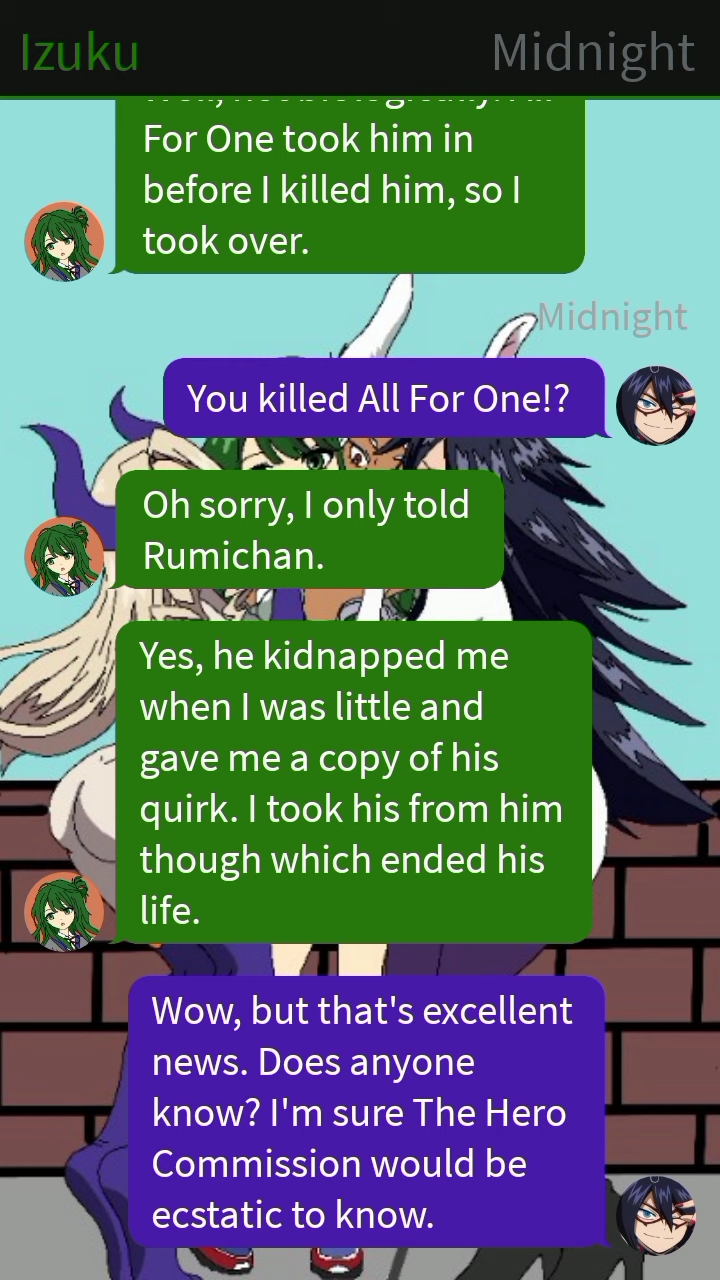 Izuku
Midnight
For One took him in
before I killed him, so I
took over.
Midnight
You killed All For One!?
Oh sorry, I only told
Rumichan.
Yes, he kidnapped me
when I was little and
gave me a copy of his
quirk. I took his from him
though which ended his
life.
Wow, but that's excellent
news. Does anyone
know? I'm sure The Hero
Commission would be
ecstatic to know.